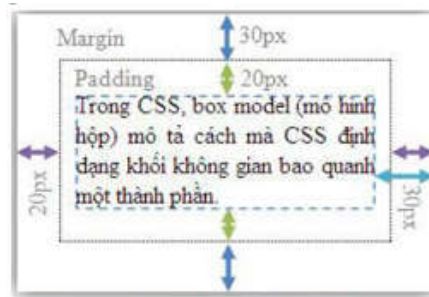 Margin 30px
Padding 20px
Trong CSS, box model (mô hình
hộp) mô tả cách mà CSS định
dạng khối không gian bao quanh
một thành phần.
20px
30px